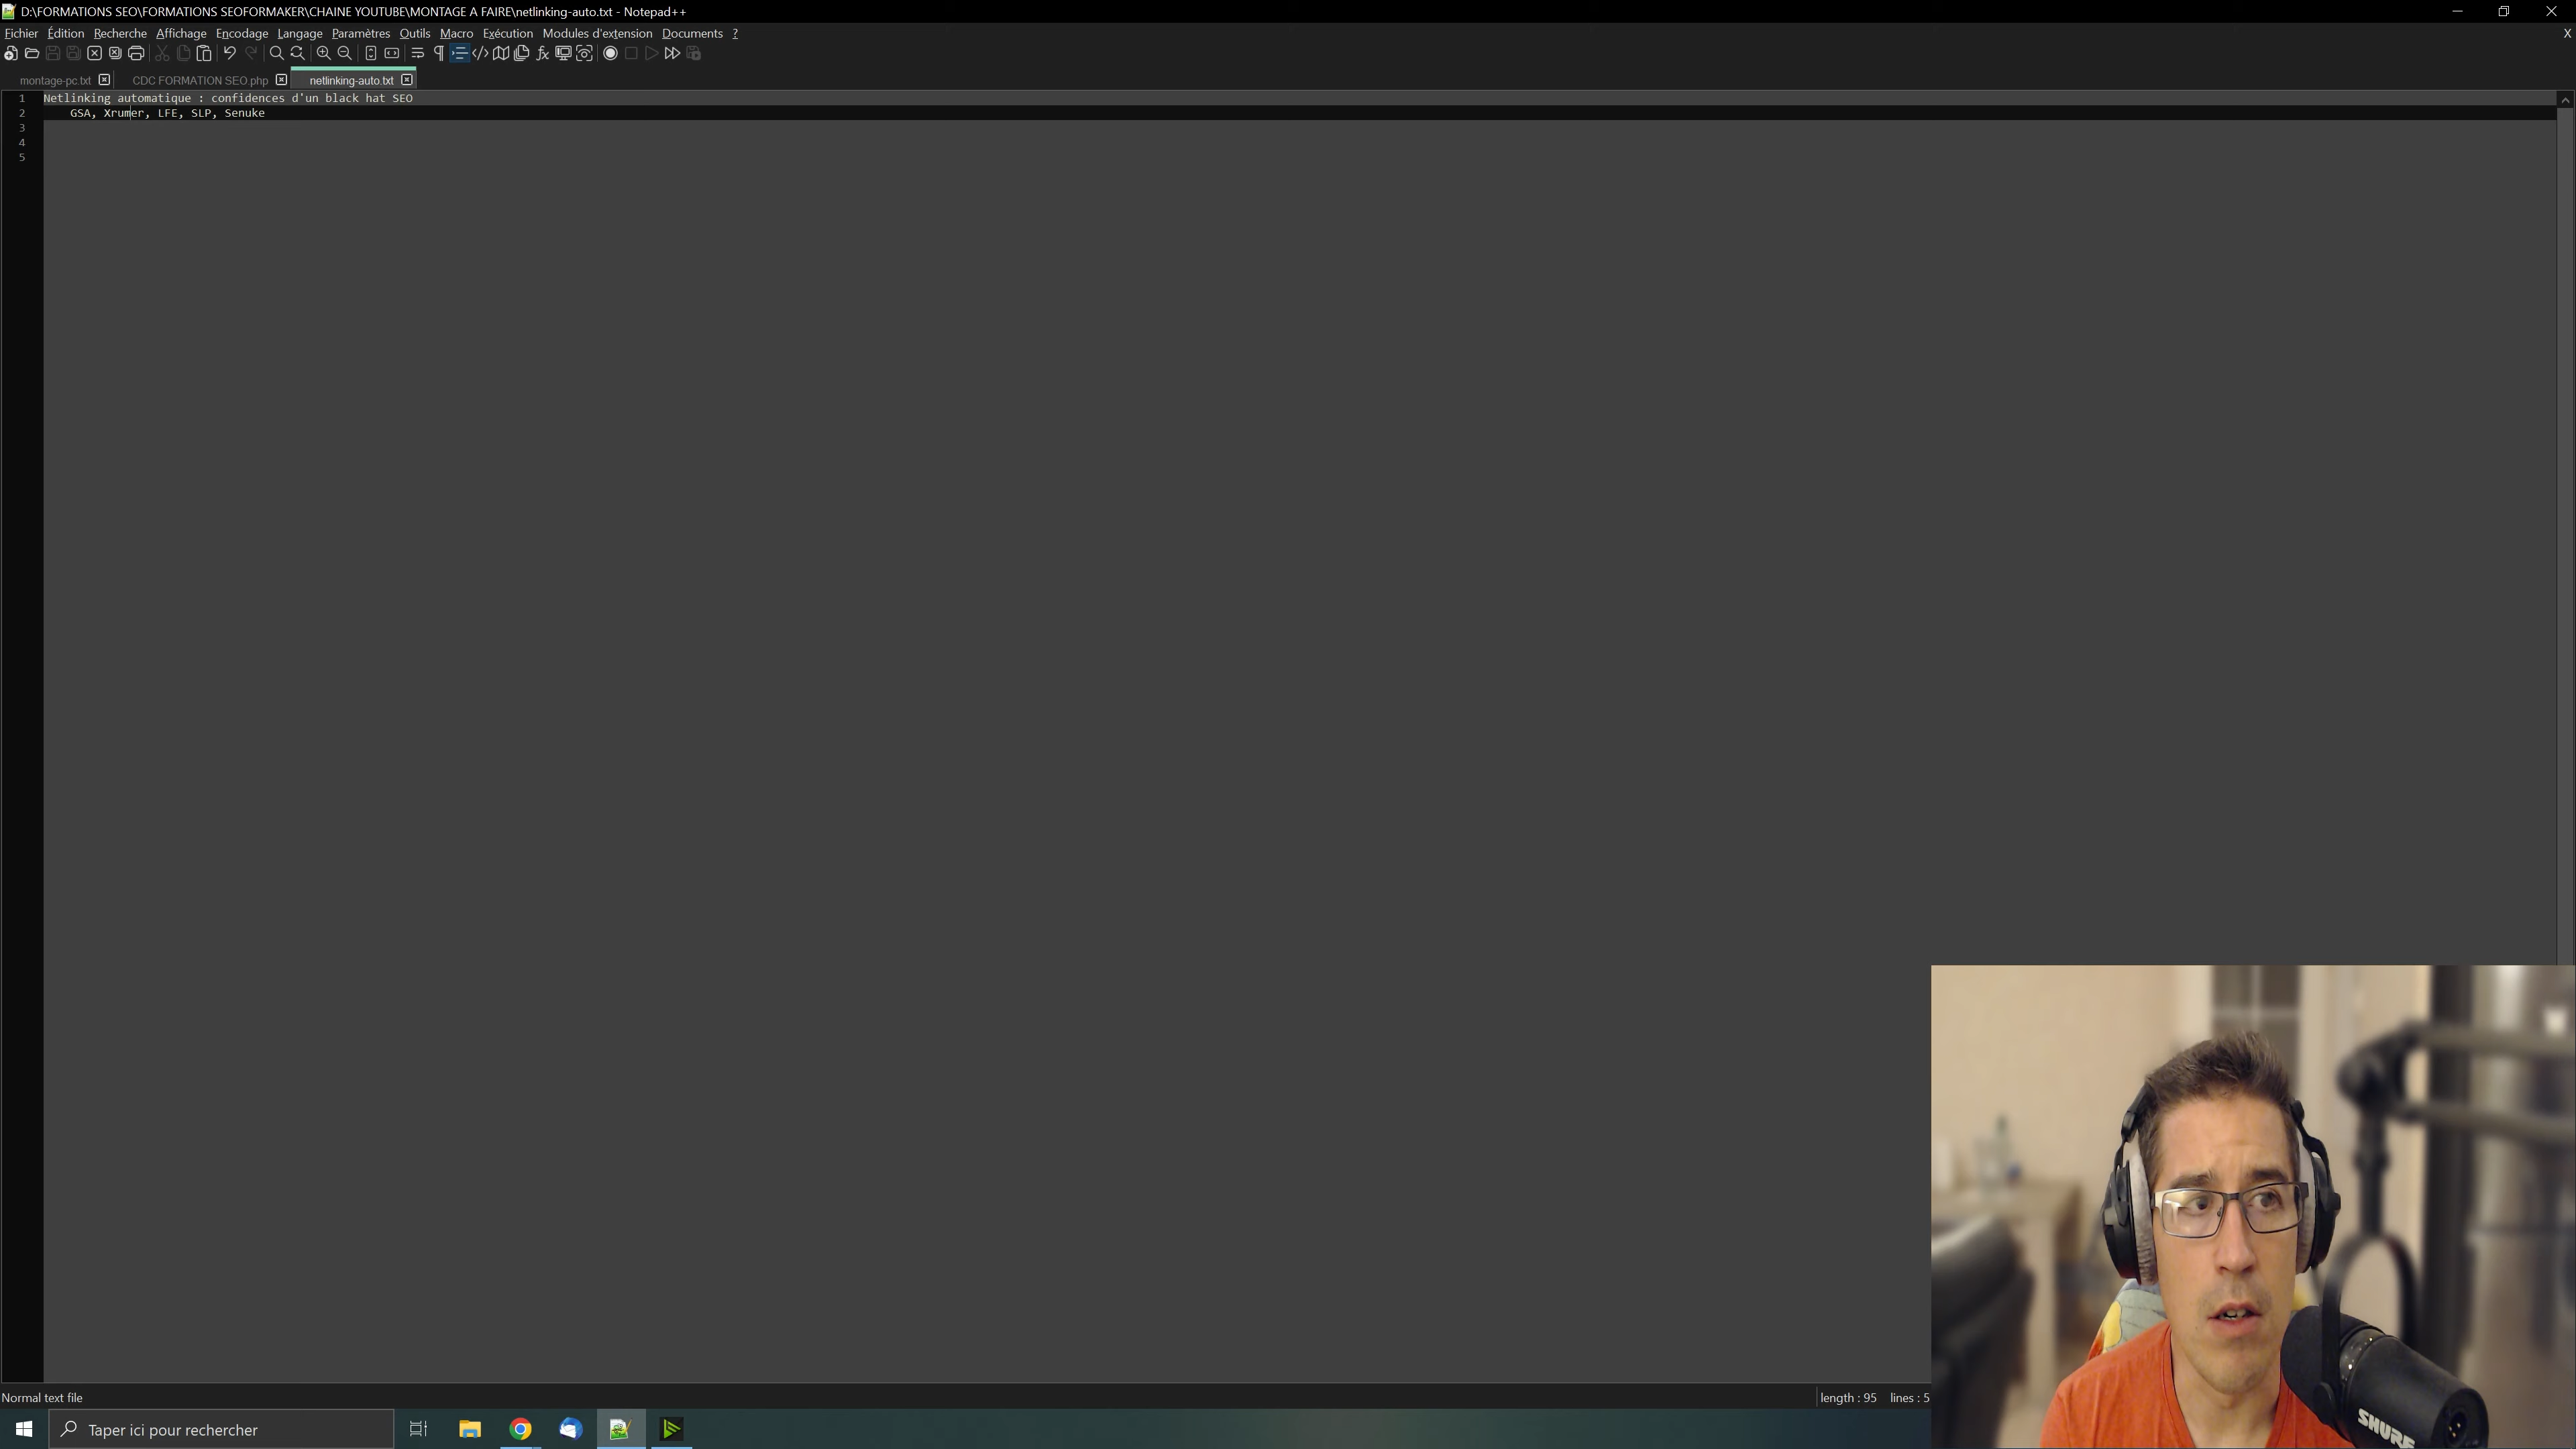 D:\FORMATIONS SEO\FORMATIONS SEOFORMAKER\CHAINE YOUTUBE\MONTAGE A FAIRE\netlinking-auto.txt - Notepad++
Fichier Édition Recherche Affichage Encodage Langage Paramètres Outils Macro Exécution Modules d'extension Documents ? X
montage-pc.txt CDC FORMATION SEO.php netlinking-auto.txt
1 Netlinking automatique : confidences d'un black hat SEO
2 GSA, Xrumer, LFE, SLP, Senuke
3
4
5
Normal text file length : 95 lines : 5
Taper ici pour rechercher
SHURE